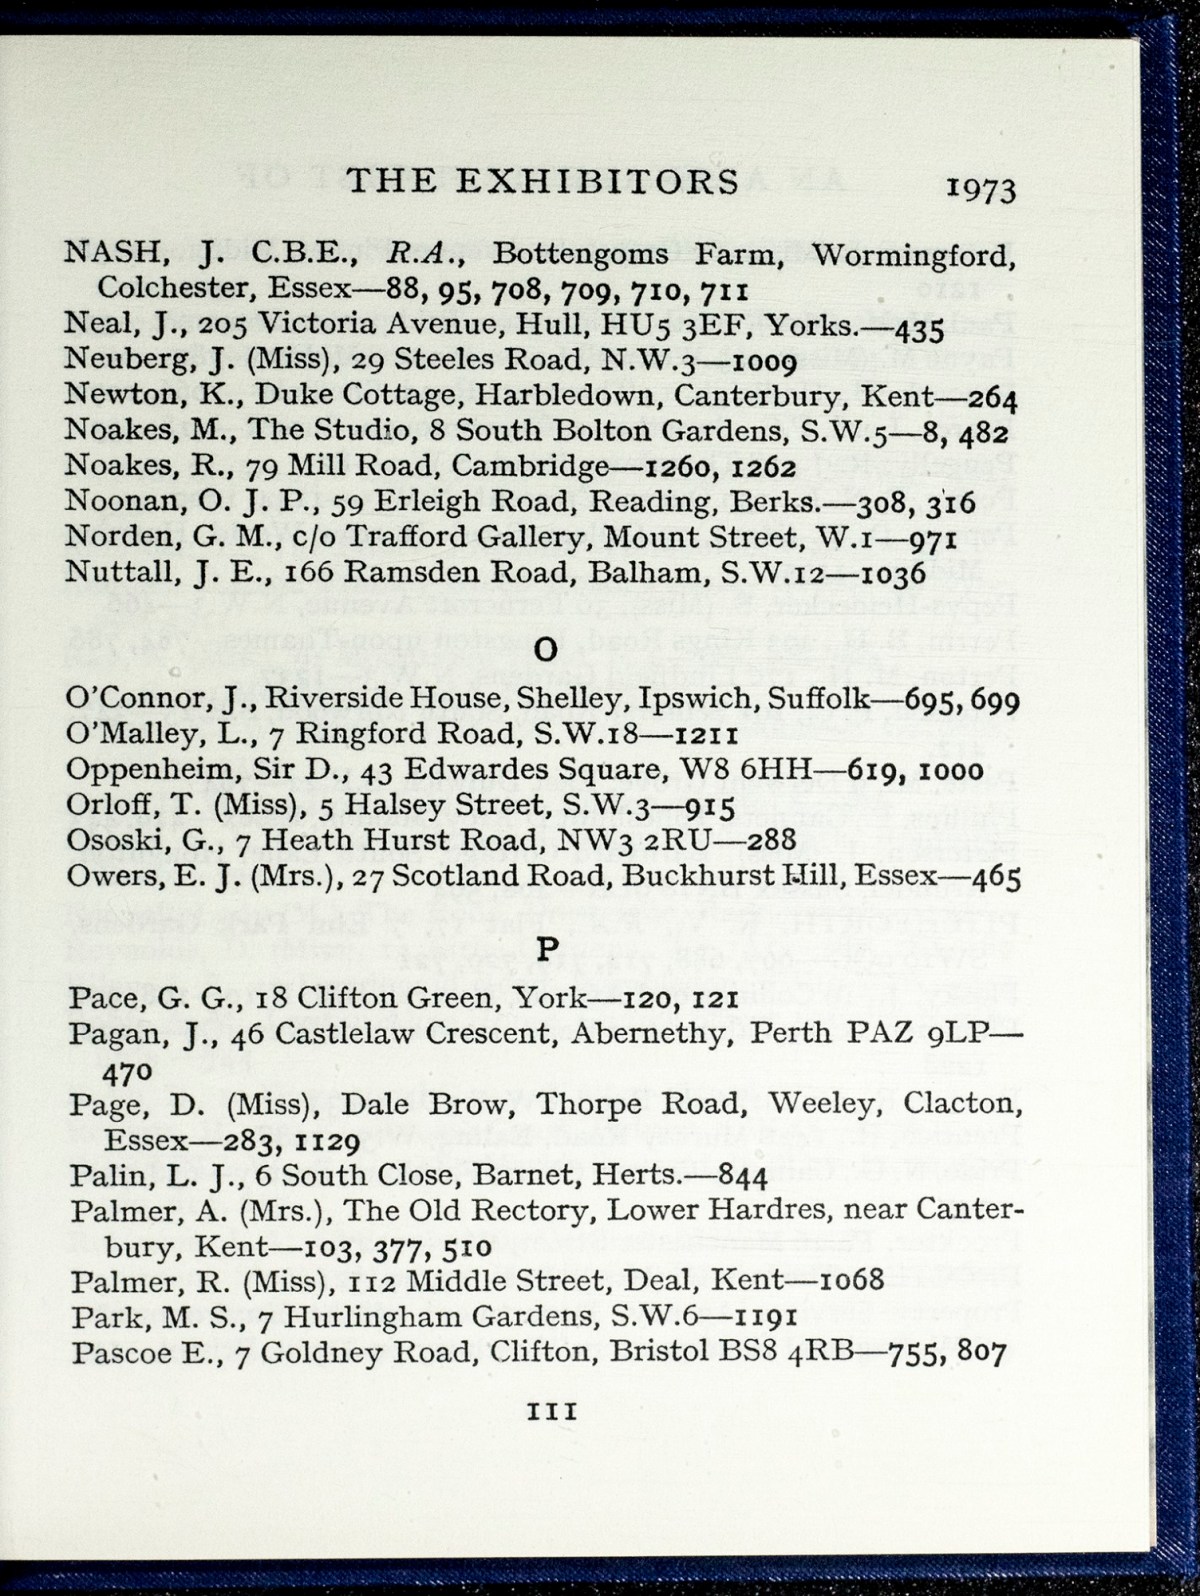 THE EXHIBITORS 1973
NASH, J. C.B.E., R.A., Bottengoms Farm, Wormingford,
Colchester, Essex—88, 95, 708, 709, 710, 711
Neal, J., 205 Victoria Avenue, Hull, HU5 3EF, Yorks.—435
Neuberg, J. (Miss), 29 Steeles Road, N.W.3—1009
Newton, K., Duke Cottage, Harbledown, Canterbury, Kent—264
Noakes, M., The Studio, 8 South Bolton Gardens, S.W.5—8, 482
Noakes, R., 79 Mill Road, Cambridge—1260, 1262
Noonan, O. J. P., 59 Erleigh Road, Reading, Berks.—308, 316
Norden, G. M., c/o Trafford Gallery, Mount Street, W.1—971
Nuttall, J. E., 166 Ramsden Road, Balham, S.W.12—1036
O
O'Connor, J., Riverside House, Shelley, Ipswich, Suffolk—695, 699
O'Malley, L., 7 Ringford Road, S.W.18—1211
Oppenheim, Sir D., 43 Edwardes Square, W8 6HH—619, 1000
Orloff, T. (Miss), 5 Halsey Street, S.W.3—915
Ososki, G., 7 Heath Hurst Road, NW3 2RU—288
Owers, E. J. (Mrs.), 27 Scotland Road, Buckhurst Hill, Essex—465
P
Pace, G. G., 18 Clifton Green, York—120, 121
Pagan, J., 46 Castlelaw Crescent, Abernethy, Perth PAZ 9LP—
470
Page, D. (Miss), Dale Brow, Thorpe Road, Weeley, Clacton,
Essex—283, 1129
Palin, L. J., 6 South Close, Barnet, Herts.—844
Palmer, A. (Mrs.), The Old Rectory, Lower Hardres, near Canter-
bury, Kent—103, 377, 510
Palmer, R. (Miss), 112 Middle Street, Deal, Kent—1068
Park, M. S., 7 Hurlingham Gardens, S.W.6—1191
Pascoe E., 7 Goldney Road, Clifton, Bristol BS8 4RB—755, 807
111